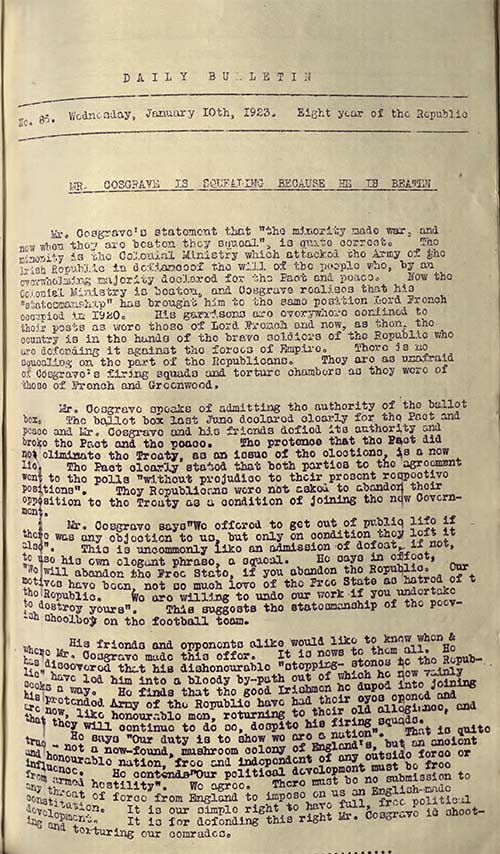 DAILY BULLETIN
No. 86. Wednesday, January 10th, 1923. Eight year of the Republic
MR. COSGRAVE IS SQUEALING BECAUSE HE IS BEATEN
Mr. Cosgrave's statement that "the minority made war, and
now when they are beaten they squeal", is quite correct. The
minority is the Colonial Ministry which attacked the Army of the
Irish Republic in defianceof the will of the people who, by an
overwhelming majority declared for the Pact and peace. Now the
Colonial Ministry is beaten, and Cosgrave realises that his
"statesmanship" has brought him to the same position Lord French
occupied in 1920. His garrisons are everywhere confined to
their posts as were those of Lord French and now, as then, the
country is in the hands of the brave soldiers of the Republic who
are defending it against the forces of Empire. There is no
squealing on the part of the Republicans. They are as unafraid
of Cosgrave's firing squads and torture chambers as they were of
those of French and Greenwood.
Mr. Cosgrave speaks of admitting the authority of the ballot
box. The ballot box last June declared clearly for the Pact and
peace and Mr. Cosgrave and his friends defied its authority and
broke the Pact and the peace. The pretence that the Pact did
not eliminate the Treaty, as an issue of the elections, is a new
lie. The Pact clearly stated that both parties to the agreement
went to the polls "without prejudice to their present respective
positions". They Republicans were not asked to abandon their
opposition to the Treaty as a condition of joining the new Govern-
ment.
Mr. Cosgrave says"We offered to get out of public life if
there was any objection to us, but only on condition they left it
also". This is uncommonly like an admission of defeat, if not,
to use his own elegant phrase, a squeal. He says in effect,
"We will abandon the Free State, if you abandon the Republic. Our
motives have been, not so much love of the Free State as hatred of t
the Republic. We are willing to undo our work if you undertake
to destroy yours". This suggests the statesmanship of the peev-
ish schoolboy on the football team.
His friends and opponents alike would like to know when &
where Mr. Cosgrave made this offer. It is news to them all. He
has discovered that his dishonourable "stepping- stones to the Repub-
lic" have led him into a bloody by-path out of which he now vainly
seeks a way. He finds that the good Irishmen he duped into joining
his pretended Army of the Republic have had their eyes opened and
are now, like honourable men, returning to their old allegiance, and
that they will continue to do so, despite his firing squads.
He says "Our duty is to show we are a nation". That is quite
true - not a new-found, mushroom colony of England's, but an ancient
and honourable nation, free and independent of any outside force or
influence. He contends"Our political development must be free
from armed hostility". We agree. There must be no submission to
any threat of force from England to impose on us an English-made
constitution. It is our simple right to have full, free political
development. It is for defending this right Mr. Cosgrave is shoot-
ing and torturing our comrades.